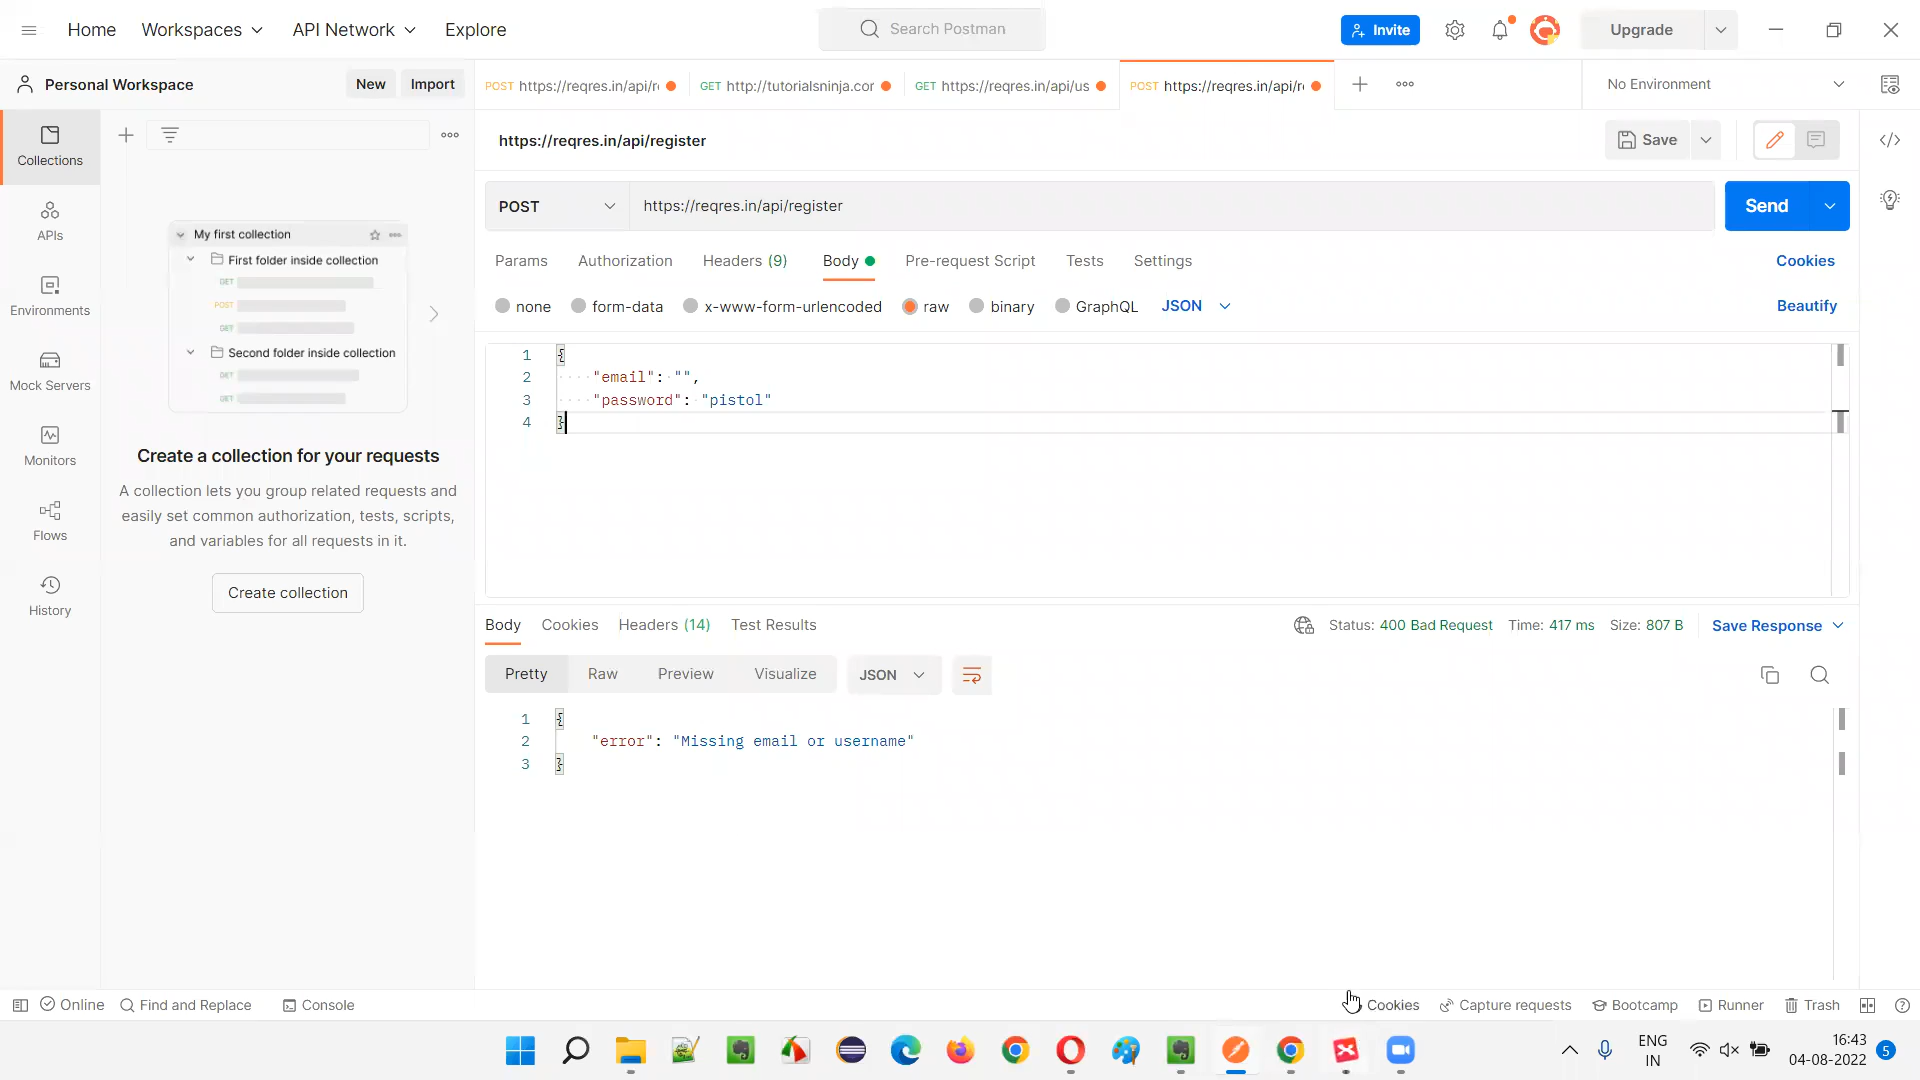 Home Workspaces API Network Explore Search Postman Invite Upgrade
Personal Workspace New Import POST https://reqres.in/api/r GET http://tutorialsninja.cor GET https://reqres.in/api/us POST https://reqres.in/api/r No Environment
Collections
APIs
Environments
Mock Servers
Monitors
Flows
History
My first collection
First folder inside collection
GET
POST
GET
Second folder inside collection
GET
GET
Create a collection for your requests
A collection lets you group related requests and
easily set common authorization, tests, scripts,
and variables for all requests in it.
Create collection
https://reqres.in/api/register Save
POST https://reqres.in/api/register Send
Params Authorization Headers (9) Body Pre-request Script Tests Settings Cookies
none form-data x-www-form-urlencoded raw binary GraphQL JSON Beautify
1 {
2 "email": "",
3 "password": "pistol"
4 }
Body Cookies Headers (14) Test Results Status: 400 Bad Request Time: 417 ms Size: 807 B Save Response
Pretty Raw Preview Visualize JSON
1 {
2 "error": "Missing email or username"
3 }
Online Find and Replace Console Cookies Capture requests Bootcamp Runner Trash
ENG
IN
16:43
04-08-2022
5